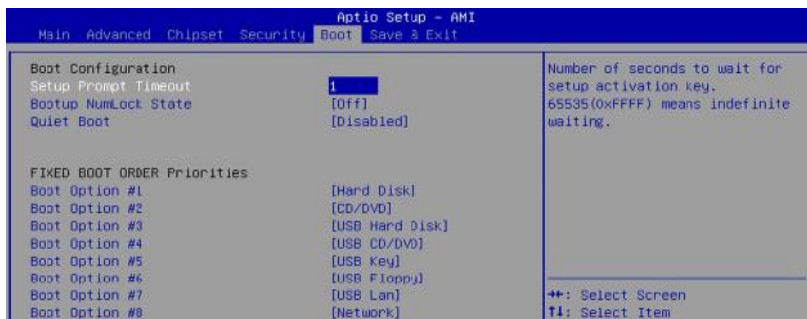 Aptio Setup - AMI
Main Advanced Chipset Security Boot Save & Exit
Boot Configuration
Setup Prompt Timeout 1
Bootup NumLock State [Off]
Quiet Boot [Disabled]
FIXED BOOT ORDER Priorities
Boot Option #1 [Hard Disk]
Boot Option #2 [CD/DVD]
Boot Option #3 [USB Hard Disk]
Boot Option #4 [USB CD/DVD]
Boot Option #5 [USB Key]
Boot Option #6 [USB Floppy]
Boot Option #7 [USB Lan]
Boot Option #8 [Network]
Number of seconds to wait for
setup activation key.
65535(0xFFFF) means indefinite
waiting.
→←: Select Screen
↑↓: Select Item